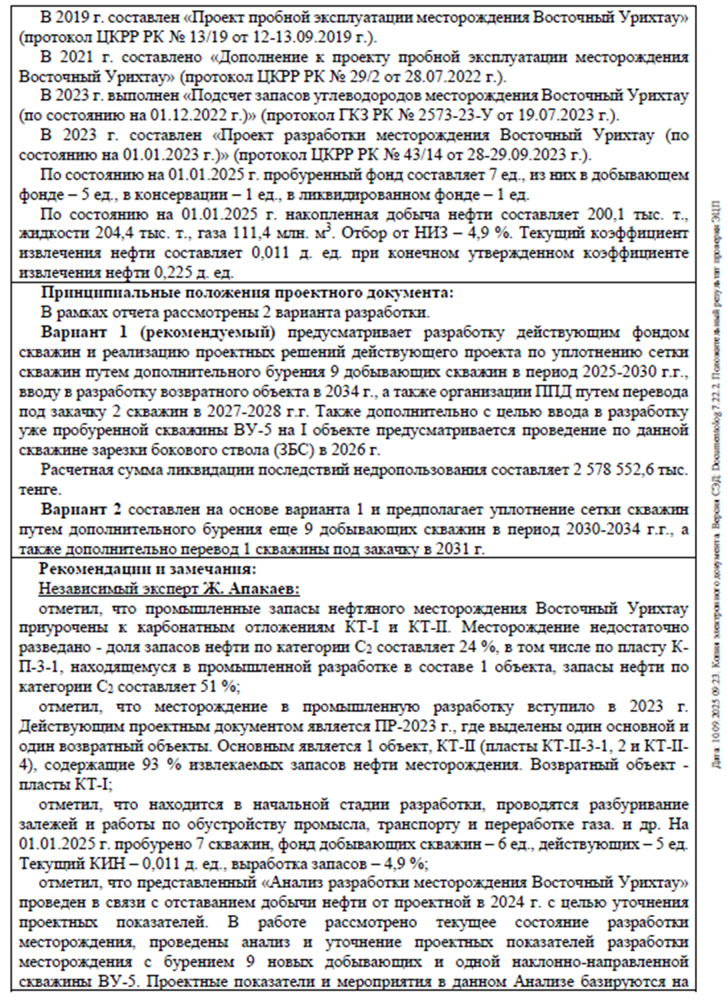 В 2019 г. составлен «Проект пробной эксплуатации месторождения Восточный Урихтау»
(протокол ЦКРР РК № 13/19 от 12-13.09.2019 г.).
В 2021 г. составлено «Дополнение к проекту пробной эксплуатации месторождения
Восточный Урихтау» (протокол ЦКРР РК № 29/2 от 28.07.2022 г.).
В 2023 г. выполнен «Подсчет запасов углеводородов месторождения Восточный Урихтау
(по состоянию на 01.12.2022 г.)» (протокол ГКЗ РК № 2573-23-У от 19.07.2023 г.).
В 2023 г. составлен «Проект разработки месторождения Восточный Урихтау (по
состоянию на 01.01.2023 г.)» (протокол ЦКРР РК № 43/14 от 28-29.09.2023 г.).
По состоянию на 01.01.2025 г. пробуренный фонд составляет 7 ед., из них в добывающем
фонде – 5 ед., в консервации – 1 ед., в ликвидированном фонде – 1 ед.
По состоянию на 01.01.2025 г. накопленная добыча нефти составляет 200,1 тыс. т.,
жидкости 204,4 тыс. т., газа 111,4 млн. м³. Отбор от НИЗ – 4,9 %. Текущий коэффициент
извлечения нефти составляет 0,011 д. ед. при конечном утвержденном коэффициенте
извлечения нефти 0,225 д. ед.
Принципиальные положения проектного документа:
В рамках отчета рассмотрены 2 варианта разработки.
Вариант 1 (рекомендуемый) предусматривает разработку действующим фондом
скважин и реализацию проектных решений действующего проекта по уплотнению сетки
скважин путем дополнительного бурения 9 добывающих скважин в период 2025-2030 г.г.,
вводу в разработку возвратного объекта в 2034 г., а также организации ППД путем перевода
под закачку 2 скважин в 2027-2028 г.г. Также дополнительно с целью ввода в разработку
уже пробуренной скважины ВУ-5 на I объекте предусматривается проведение по данной
скважине зарезки бокового ствола (ЗБС) в 2026 г.
Расчетная сумма ликвидации последствий недропользования составляет 2 578 552,6 тыс.
тенге.
Вариант 2 составлен на основе варианта 1 и предполагает уплотнение сетки скважин
путем дополнительного бурения еще 9 добывающих скважин в период 2030-2034 г.г., а
также дополнительно перевод 1 скважины под закачку в 2031 г.
Рекомендации и замечания:
Независимый эксперт Ж. Апакаев:
отметил, что промышленные запасы нефтяного месторождения Восточный Урихтау
приурочены к карбонатным отложениям КТ-I и КТ-II. Месторождение недостаточно
разведано - доля запасов нефти по категории С₂ составляет 24 %, в том числе по пласту К-
П-3-1, находящемуся в промышленной разработке в составе 1 объекта, запасы нефти по
категории С₂ составляет 51 %;
отметил, что месторождение в промышленную разработку вступило в 2023 г.
Действующим проектным документом является ПР-2023 г., где выделены один основной и
один возвратный объекты. Основным является 1 объект, КТ-II (пласты КТ-II-3-1, 2 и КТ-II-
4), содержащие 93 % извлекаемых запасов нефти месторождения. Возвратный объект -
пласты КТ-I;
отметил, что находится в начальной стадии разработки, проводятся разбуривание
залежей и работы по обустройству промысла, транспорту и переработке газа. и др. На
01.01.2025 г. пробурено 7 скважин, фонд добывающих скважин – 6 ед., действующих – 5 ед.
Текущий КИН – 0,011 д. ед., выработка запасов – 4,9 %;
отметил, что представленный «Анализ разработки месторождения Восточный Урихтау»
проведен в связи с отставанием добычи нефти от проектной в 2024 г. с целью уточнения
проектных показателей. В работе рассмотрено текущее состояние разработки
месторождения, проведены анализ и уточнение проектных показателей разработки
месторождения с бурением 9 новых добывающих и одной наклонно-направленной
скважины ВУ-5. Проектные показатели и мероприятия в данном Анализе базируются на
Дата: 10.09.2025 09:23. Копия электронного документа. Версия СЭД: Documentolog 7.22.2. Положительный результат проверки ЭЦП